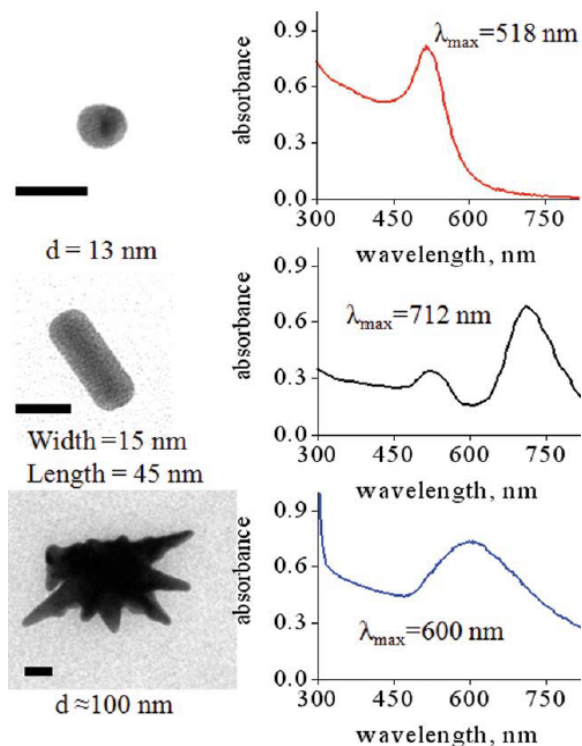 λmax=518 nm
absorbance
0.9
0.6
0.3
0.0
300 450 600 750
wavelength, nm
d = 13 nm
λmax=712 nm
absorbance
0.9
0.6
0.3
0.0
300 450 600 750
wavelength, nm
Width =15 nm
Length = 45 nm
λmax=600 nm
absorbance
0.9
0.6
0.3
0.0
300 450 600 750
wavelength, nm
d ≈100 nm